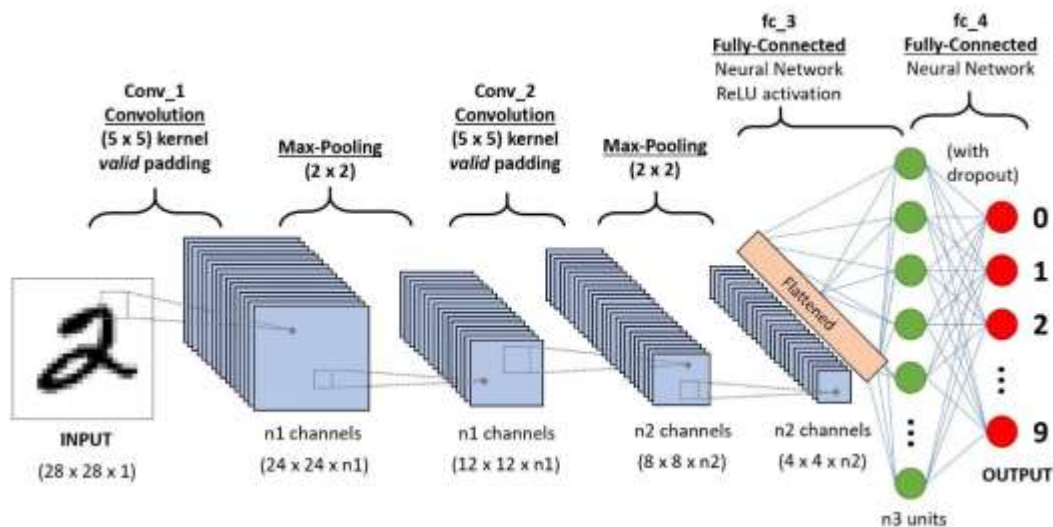 fc_3
Fully-Connected
Neural Network
ReLU activation
fc_4
Fully-Connected
Neural Network
Conv_1
Convolution
(5 x 5) kernel
valid padding
Max-Pooling
(2 x 2)
Conv_2
Convolution
(5 x 5) kernel
valid padding
Max-Pooling
(2 x 2)
(with
dropout)
Flattened
0
1
2
9
INPUT
(28 x 28 x 1)
n1 channels
(24 x 24 x n1)
n1 channels
(12 x 12 x n1)
n2 channels
(8 x 8 x n2)
n2 channels
(4 x 4 x n2)
OUTPUT
n3 units